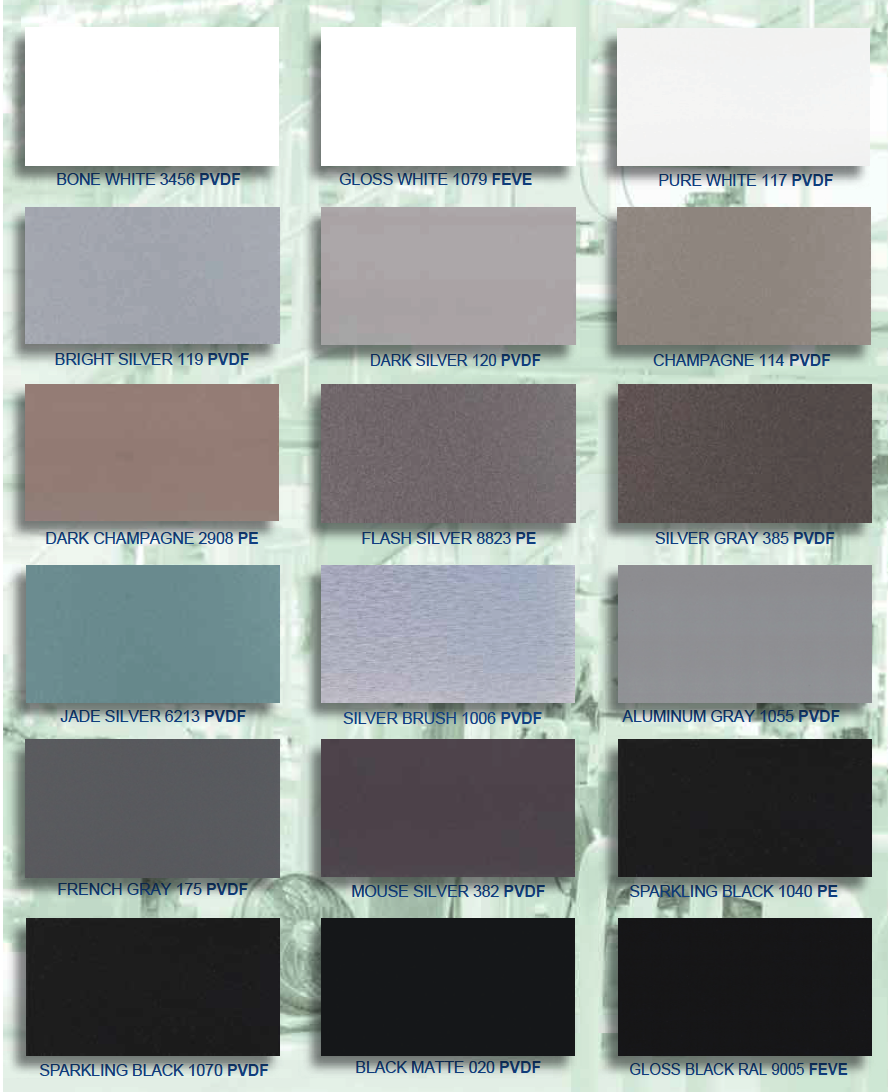 BONE WHITE 3456 PVDF
GLOSS WHITE 1079 FEVE
PURE WHITE 117 PVDF
BRIGHT SILVER 119 PVDF
DARK SILVER 120 PVDF
CHAMPAGNE 114 PVDF
DARK CHAMPAGNE 2908 PE
FLASH SILVER 8823 PE
SILVER GRAY 385 PVDF
JADE SILVER 6213 PVDF
SILVER BRUSH 1006 PVDF
ALUMINUM GRAY 1055 PVDF
FRENCH GRAY 175 PVDF
MOUSE SILVER 382 PVDF
SPARKLING BLACK 1040 PE
SPARKLING BLACK 1070 PVDF
BLACK MATTE 020 PVDF
GLOSS BLACK RAL 9005 FEVE